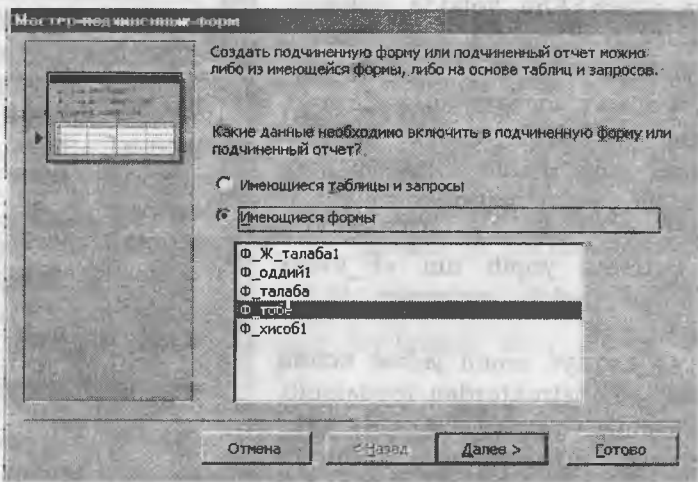 Мастер подчиненных форм
Создать подчиненную форму или подчиненный отчет можно
либо из имеющейся формы, либо на основе таблиц и запросов.
Какие данные необходимо включить в подчиненную форму или
подчиненный отчет?
Имеющиеся таблицы и запросы
Имеющиеся формы
Ф_Ж_талаба1
Ф_оддий1
Ф_талаба
Ф_тобе
Ф_хисоб1
Отмена
< Назад
Далее >
Готово